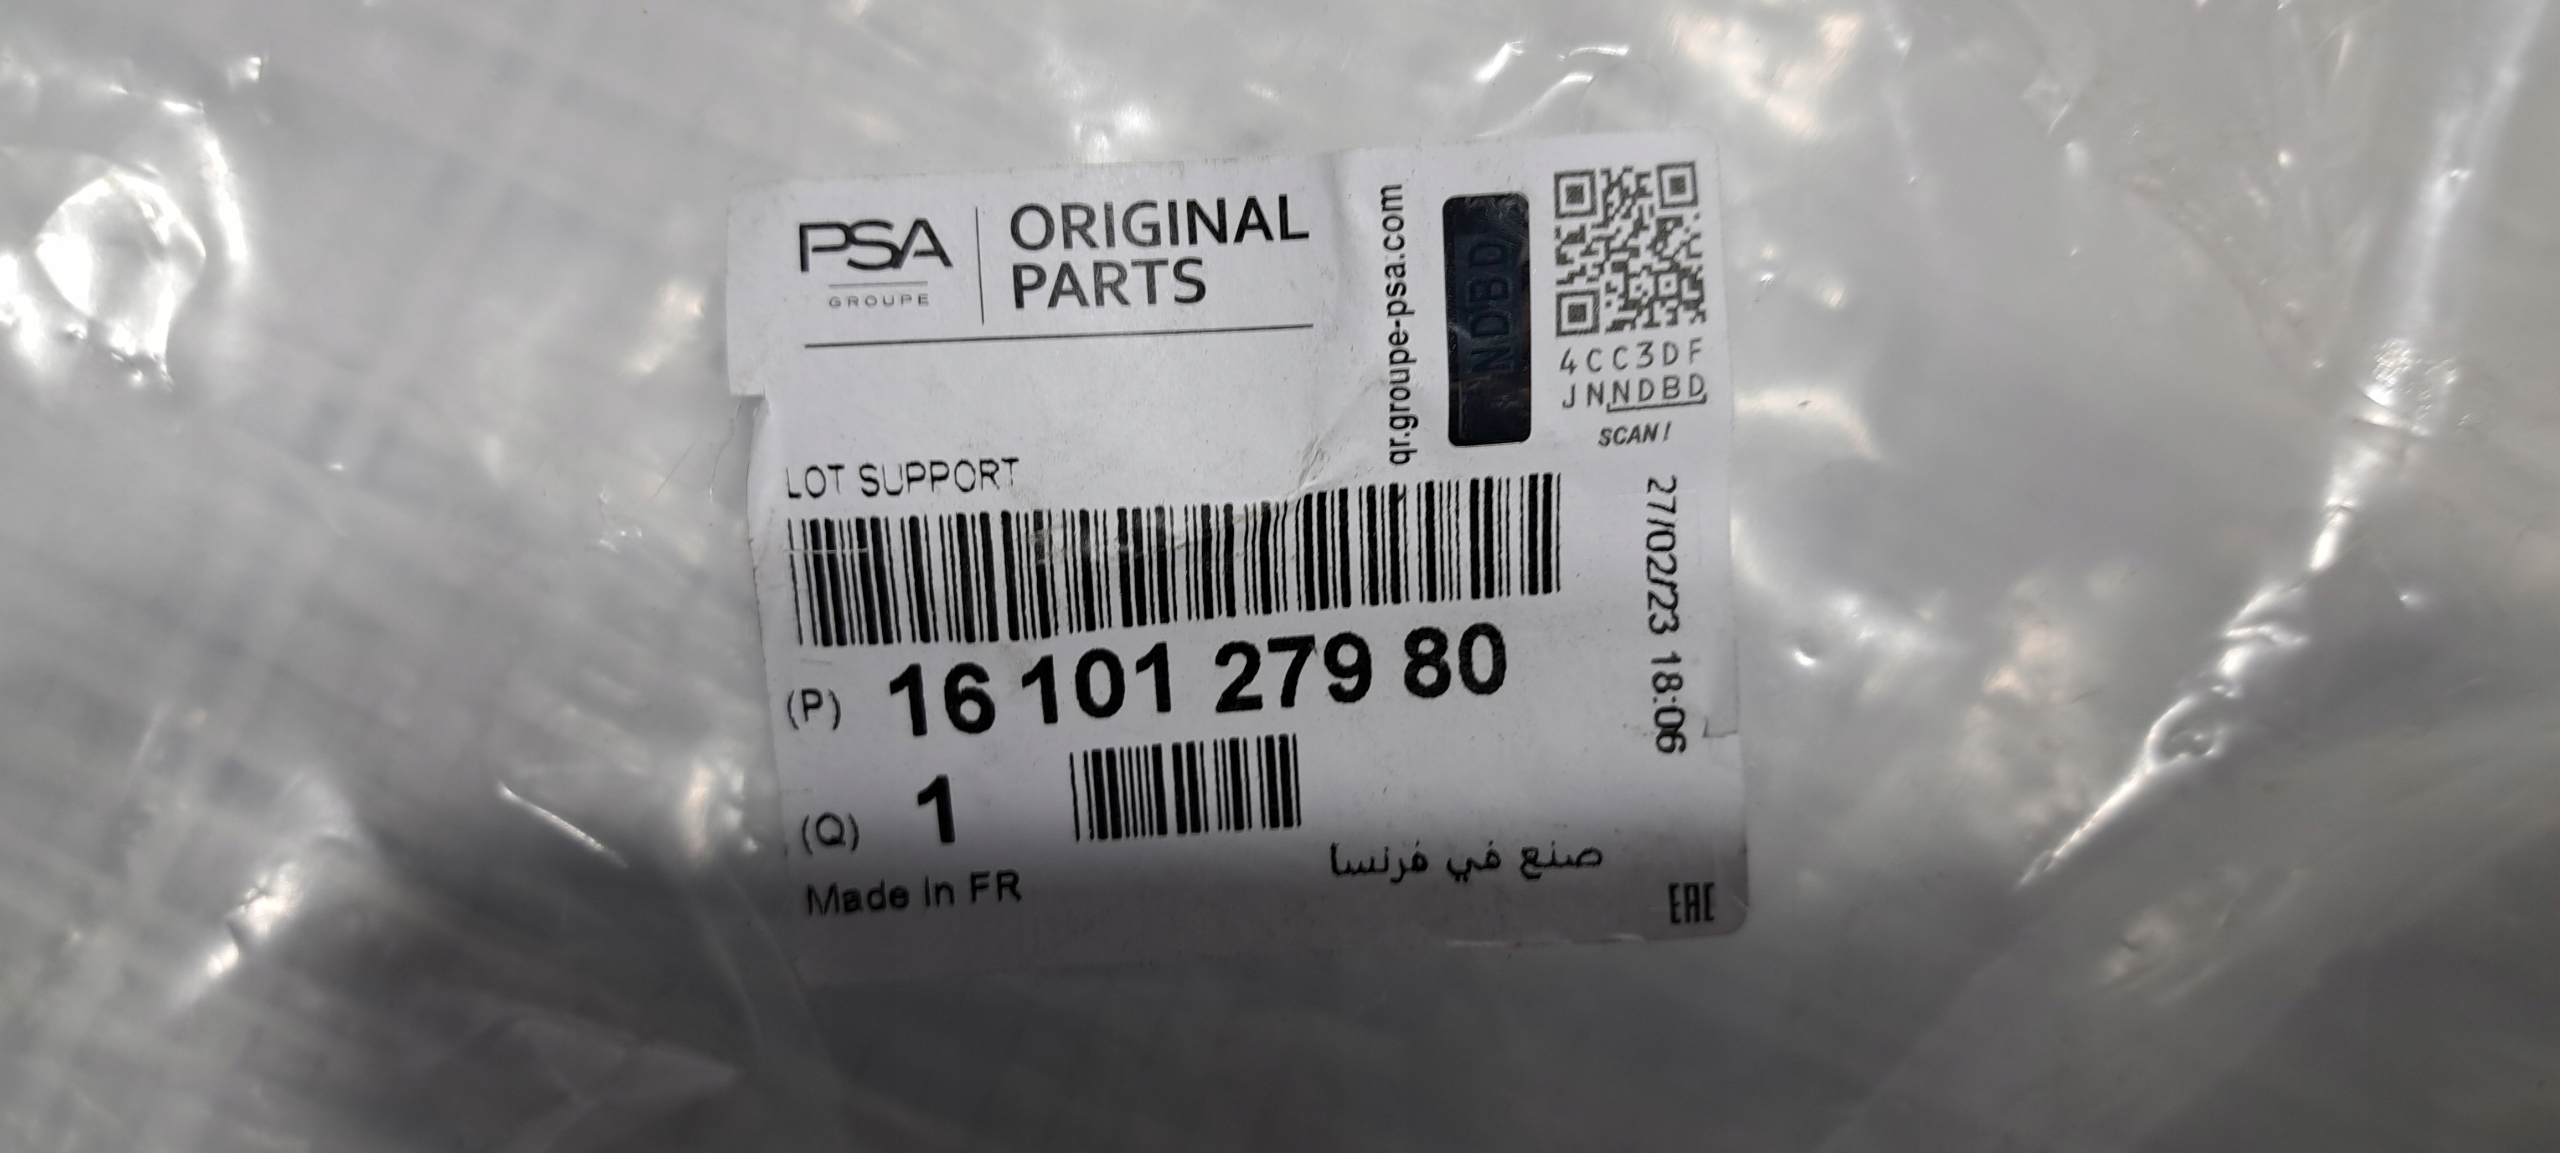 PSA
GROUPE
ORIGINAL
PARTS
qr.groupe-psa.com
NDBD
4CC3DF
JNNDBD
SCAN!
LOT SUPPORT
27/02/23 18:06
(P) 16 101 279 80
(Q) 1
Made In FR
صنع في فرنسا
EAC